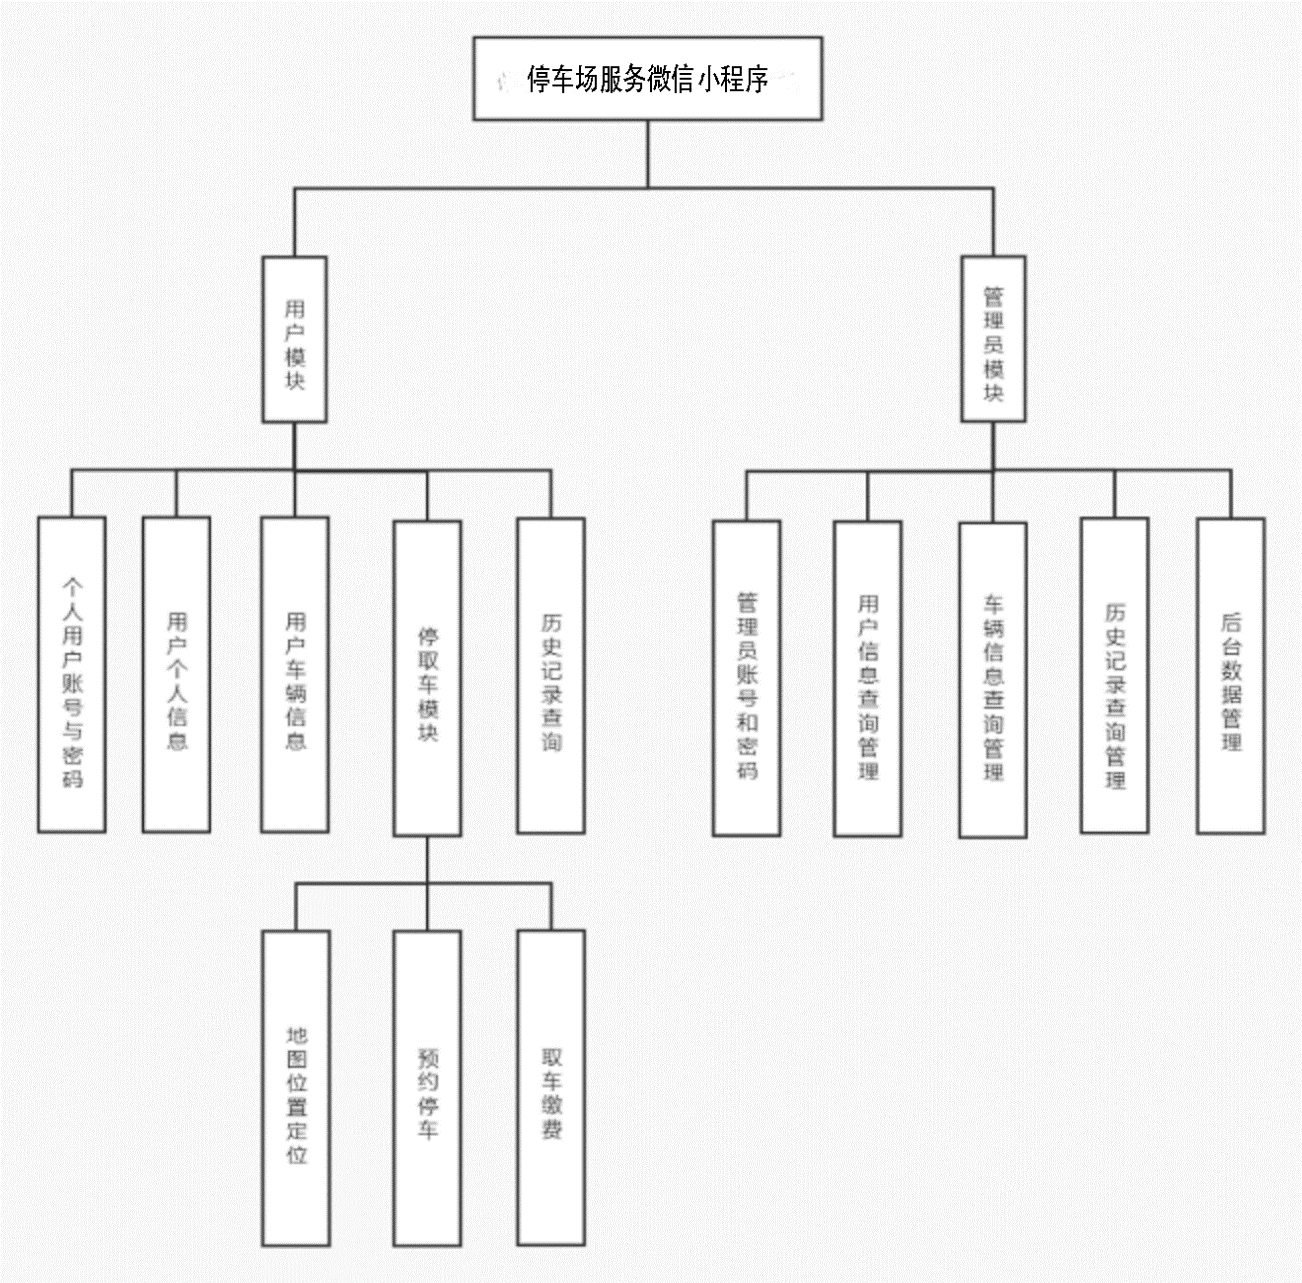 停车场服务微信小程序
用户模块
管理员模块
个人用户账号与密码
用户个人信息
用户车辆信息
停取车模块
历史记录查询
管理员账号和密码
用户信息查询管理
车辆信息查询管理
历史记录查询管理
后台数据管理
地图位置定位
预约停车
取车缴费